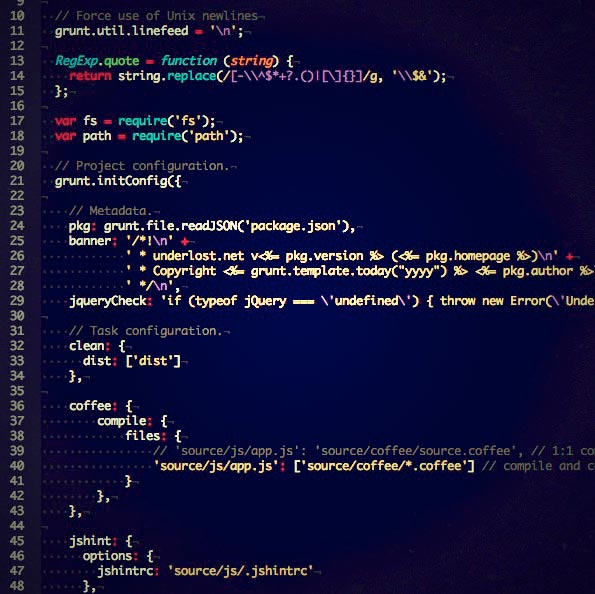 10 // Force use of Unix newlines
11 grunt.util.linefeed = '\n';
12
13 RegExp.quote = function (string) {
14 return string.replace(/[-\\^$*+?.()|[\]{}]/g, '\\$&');
15 };
16
17 var fs = require('fs');
18 var path = require('path');
19
20 // Project configuration.
21 grunt.initConfig({
22
23 // Metadata.
24 pkg: grunt.file.readJSON('package.json'),
25 banner: '/*!\n' +
26 ' * underlost.net v<%= pkg.version %> (<%= pkg.homepage %>)\n' +
27 ' * Copyright <%= grunt.template.today("yyyy") %> <%= pkg.author %>
28 ' */\n',
29 jqueryCheck: 'if (typeof jQuery === \'undefined\') { throw new Error(\'Unde
30
31 // Task configuration.
32 clean: {
33 dist: ['dist']
34 },
35
36 coffee: {
37 compile: {
38 files: {
39 // 'source/js/app.js': 'source/coffee/source.coffee', // 1:1 co
40 'source/js/app.js': ['source/coffee/*.coffee'] // compile and c
41 }
42 },
43 },
44
45 jshint: {
46 options: {
47 jshintrc: 'source/js/.jshintrc'
48 },